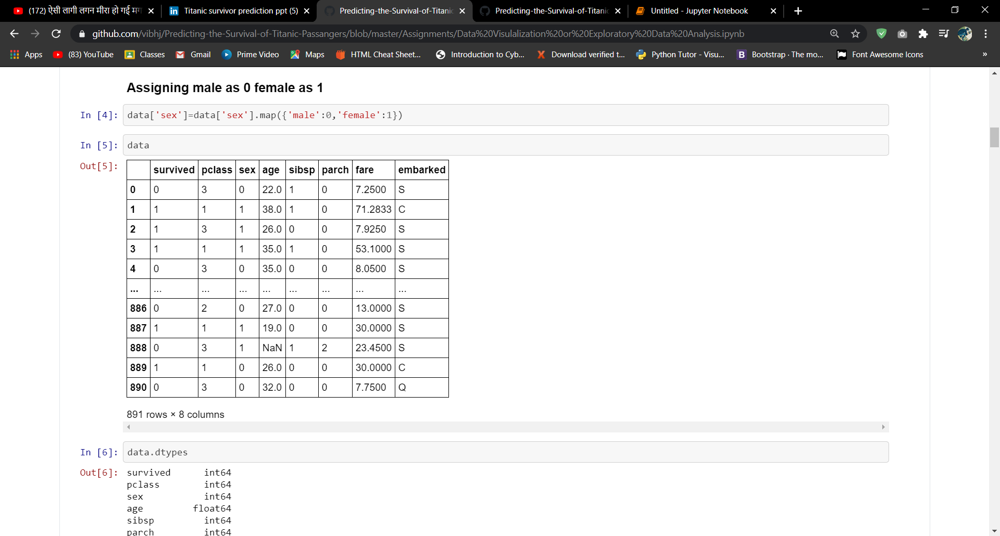 (172) ऐसी लागी लगन मीरा हो गई मग
Titanic survivor prediction ppt (5)
Predicting-the-Survival-of-Titanic
Predicting-the-Survival-of-Titanic
Untitled - Jupyter Notebook
github.com/vibhj/Predicting-the-Survival-of-Titanic-Passangers/blob/master/Assignments/Data%20Visulalization%20or%20Exploratory%20Data%20Analysis.ipynb
Apps (83) YouTube Classes Gmail Prime Video Maps HTML Cheat Sheet... Introduction to Cyb... Download verified t... Python Tutor - Visu... Bootstrap · The mo... Font Awesome Icons »
Assigning male as 0 female as 1
In [4]: data['sex']=data['sex'].map({'male':0,'female':1})
In [5]: data
Out[5]:
survived pclass sex age sibsp parch fare embarked
0 0 3 0 22.0 1 0 7.2500 S
1 1 1 1 38.0 1 0 71.2833 C
2 1 3 1 26.0 0 0 7.9250 S
3 1 1 1 35.0 1 0 53.1000 S
4 0 3 0 35.0 0 0 8.0500 S
... ... ... ... ... ... ... ... ...
886 0 2 0 27.0 0 0 13.0000 S
887 1 1 1 19.0 0 0 30.0000 S
888 0 3 1 NaN 1 2 23.4500 S
889 1 1 0 26.0 0 0 30.0000 C
890 0 3 0 32.0 0 0 7.7500 Q
891 rows × 8 columns
In [6]: data.dtypes
Out[6]: survived int64
pclass int64
sex int64
age float64
sibsp int64
parch int64